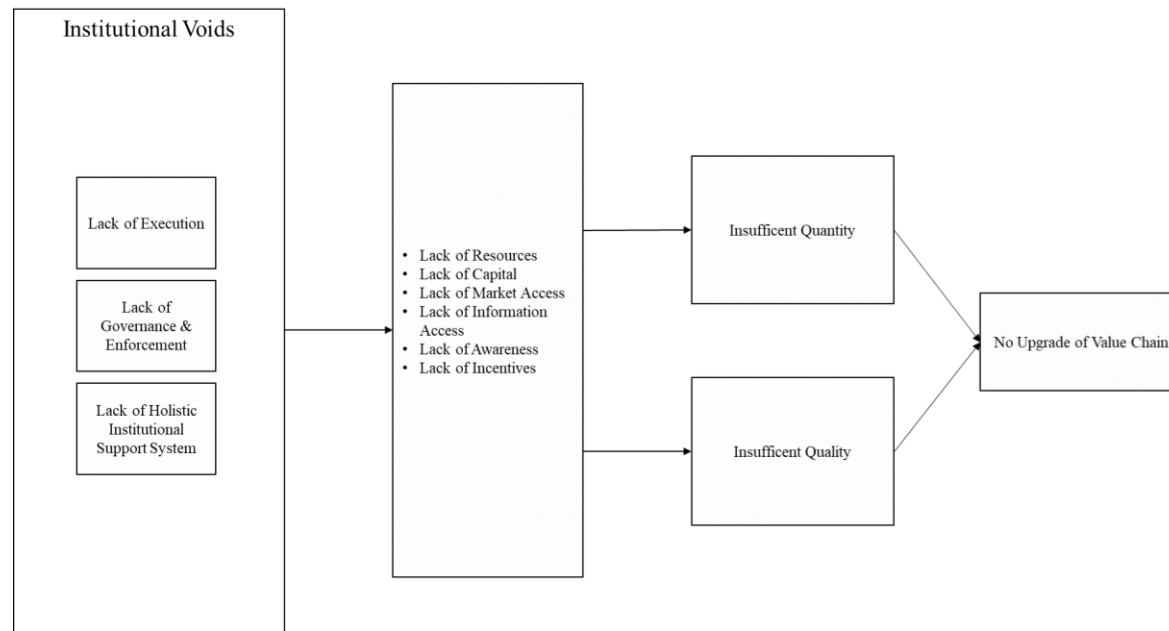 Institutional Voids
Lack of Execution
Lack of
Governance &
Enforcement
Lack of Holistic
Institutional
Support System
• Lack of Resources
• Lack of Capital
• Lack of Market Access
• Lack of Information
Access
• Lack of Awareness
• Lack of Incentives
Insufficent Quantity
Insufficent Quality
No Upgrade of Value Chain